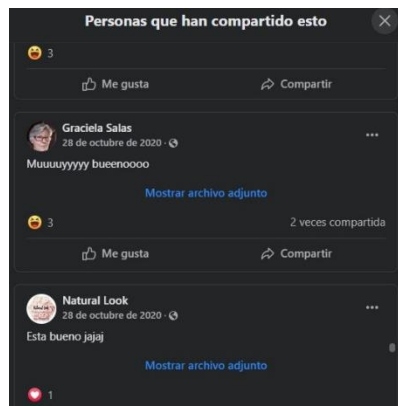 Personas que han compartido esto
3
Me gusta Compartir
Graciela Salas
28 de octubre de 2020 ·
Muuuuyyyyy bueenoooo
Mostrar archivo adjunto
3 2 veces compartida
Me gusta Compartir
Natural Look
28 de octubre de 2020 ·
Esta bueno jajaj
Mostrar archivo adjunto
1